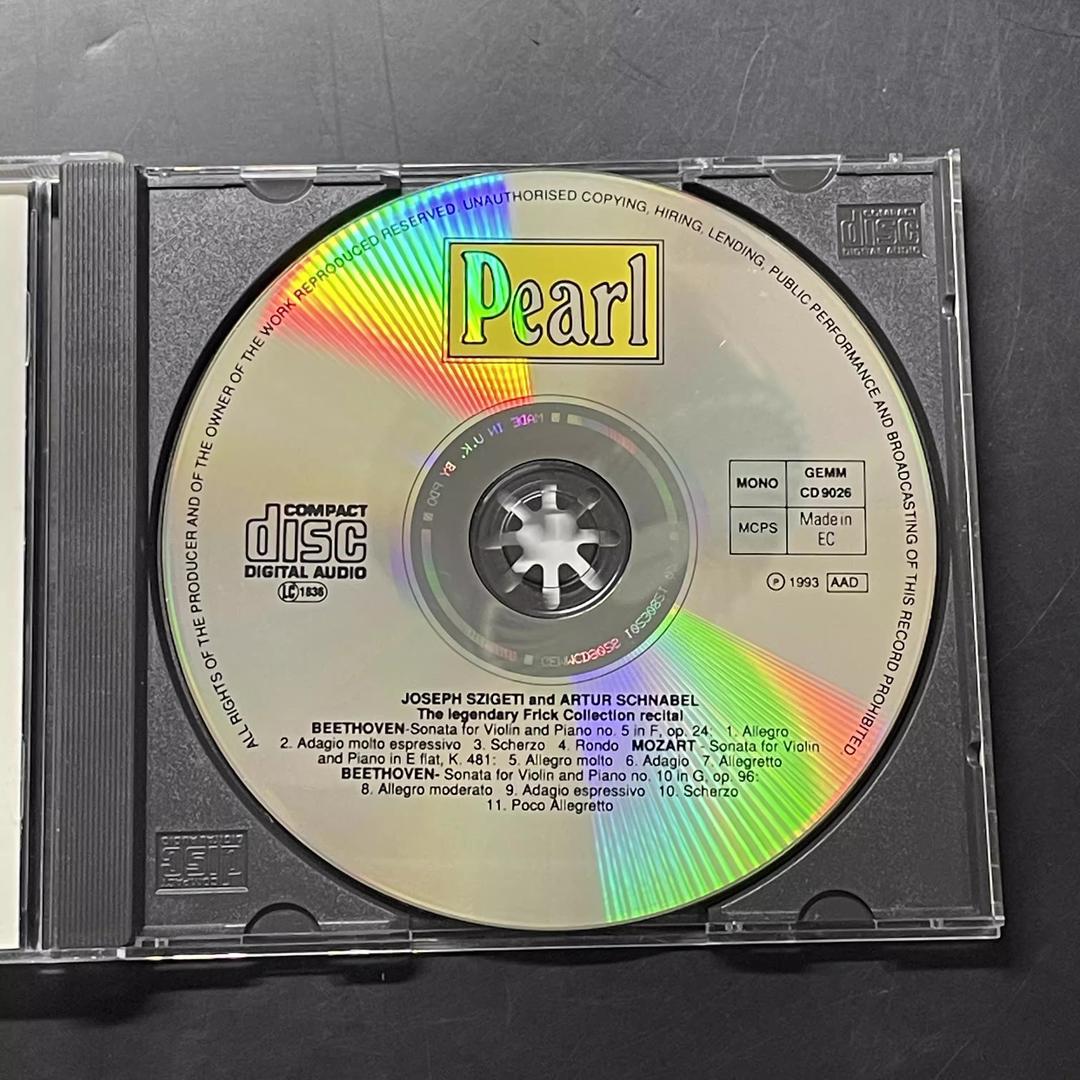 ALL RIGHTS OF THE PRODUCER AND OF THE OWNER OF THE WORK REPRODUCED RESERVED. UNAUTHORISED COPYING, HIRING, LENDING, PUBLIC PERFORMANCE AND BROADCASTING OF THIS RECORD PROHIBITED.
Pearl
COMPACT
disc
DIGITAL AUDIO
MADE IN U.K. BY PDO
COMPACT
disc
DIGITAL AUDIO
LC 1836
MONO
GEMM
CD 9026
MCPS
Made in
EC
℗ 1993 AAD
JOSEPH SZIGETI and ARTUR SCHNABEL
The legendary Frick Collection recital
BEETHOVEN-Sonata for Violin and Piano no. 5 in F, op. 24: 1. Allegro
2. Adagio molto espressivo 3. Scherzo 4. Rondo MOZART - Sonata for Violin
and Piano in E flat, K. 481: 5. Allegro molto 6. Adagio 7. Allegretto
BEETHOVEN- Sonata for Violin and Piano no. 10 in G, op. 96:
8. Allegro moderato 9. Adagio espressivo 10. Scherzo
11. Poco Allegretto
COMPACT
disc
DIGITAL AUDIO